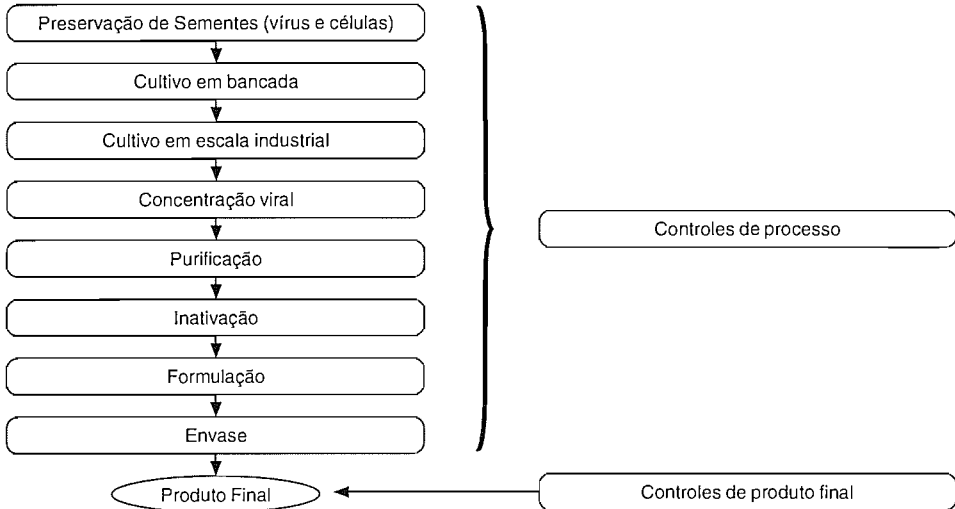 Preservação de Sementes (vírus e células)
Cultivo em bancada
Cultivo em escala industrial
Concentração viral
Purificação
Inativação
Formulação
Envase
Produto Final
Controles de processo
Controles de produto final